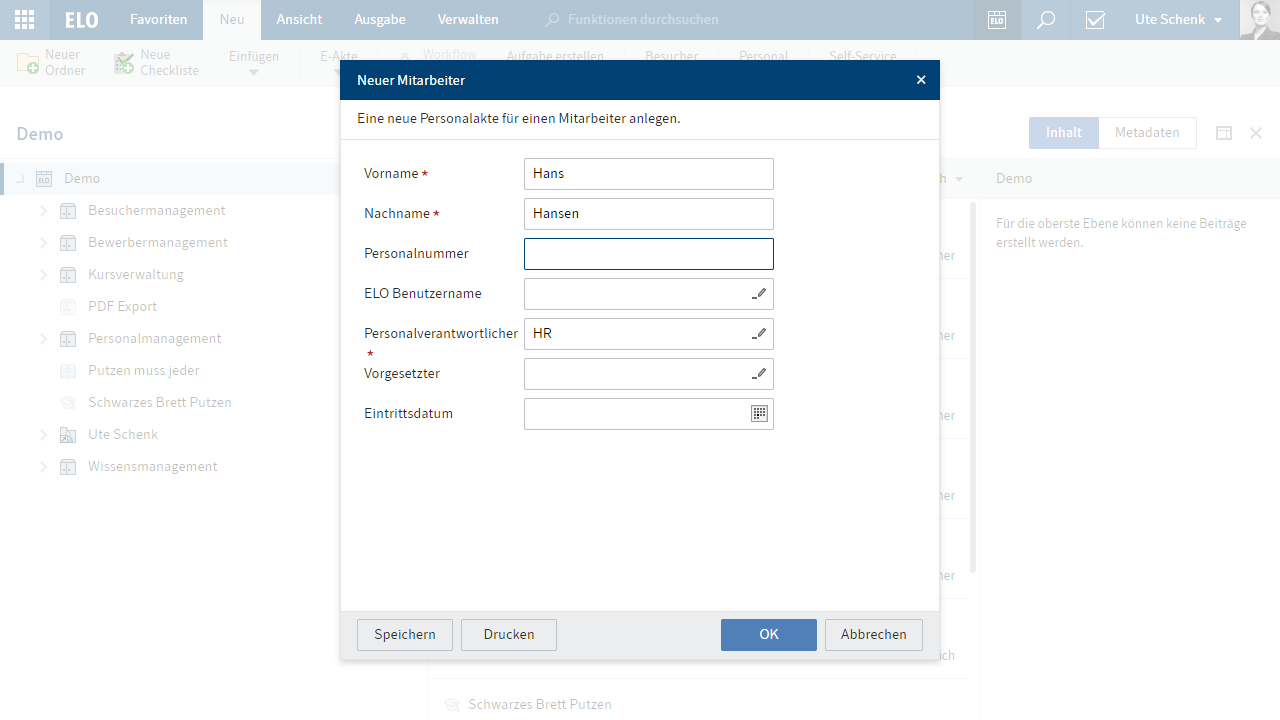 ELO Favoriten Neu Ansicht Ausgabe Verwalten Funktionen durchsuchen ELO Ute Schenk
Neuer Ordner Neue Checkliste Einfügen E-Akte Workflow Aufgabe erstellen Besucher Personal Self-Service
Neuer Mitarbeiter
Eine neue Personalakte für einen Mitarbeiter anlegen.
Vorname * Hans
Nachname * Hansen
Personalnummer
ELO Benutzername
Personalverantwortlicher * HR
Vorgesetzter
Eintrittsdatum
Speichern Drucken OK Abbrechen
Demo
Inhalt Metadaten
ELO Demo
Besuchermanagement
Bewerbermanagement
Kursverwaltung
PDF Export
Personalmanagement
Putzen muss jeder
Schwarzes Brett Putzen
Ute Schenk
Wissensmanagement
Schwarzes Brett Putzen
Demo
Für die oberste Ebene können keine Beiträge
erstellt werden.